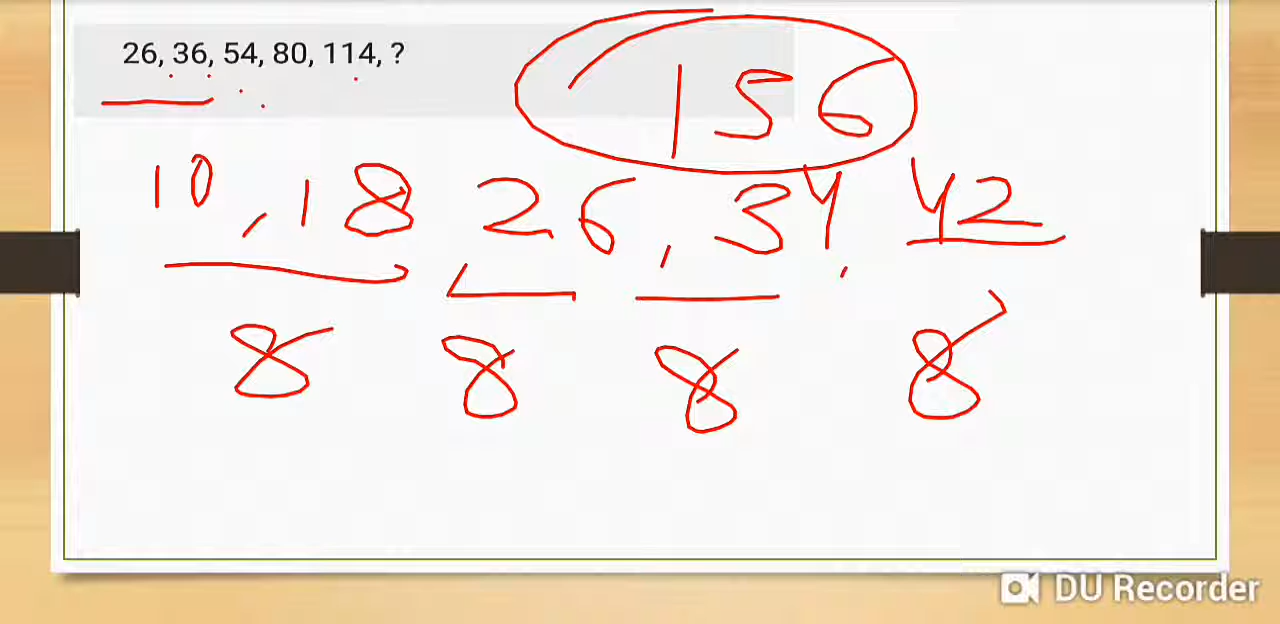 26, 36, 54, 80, 114, ?
156
10, 18, 26, 34, 42
8 8 8 8
DU Recorder